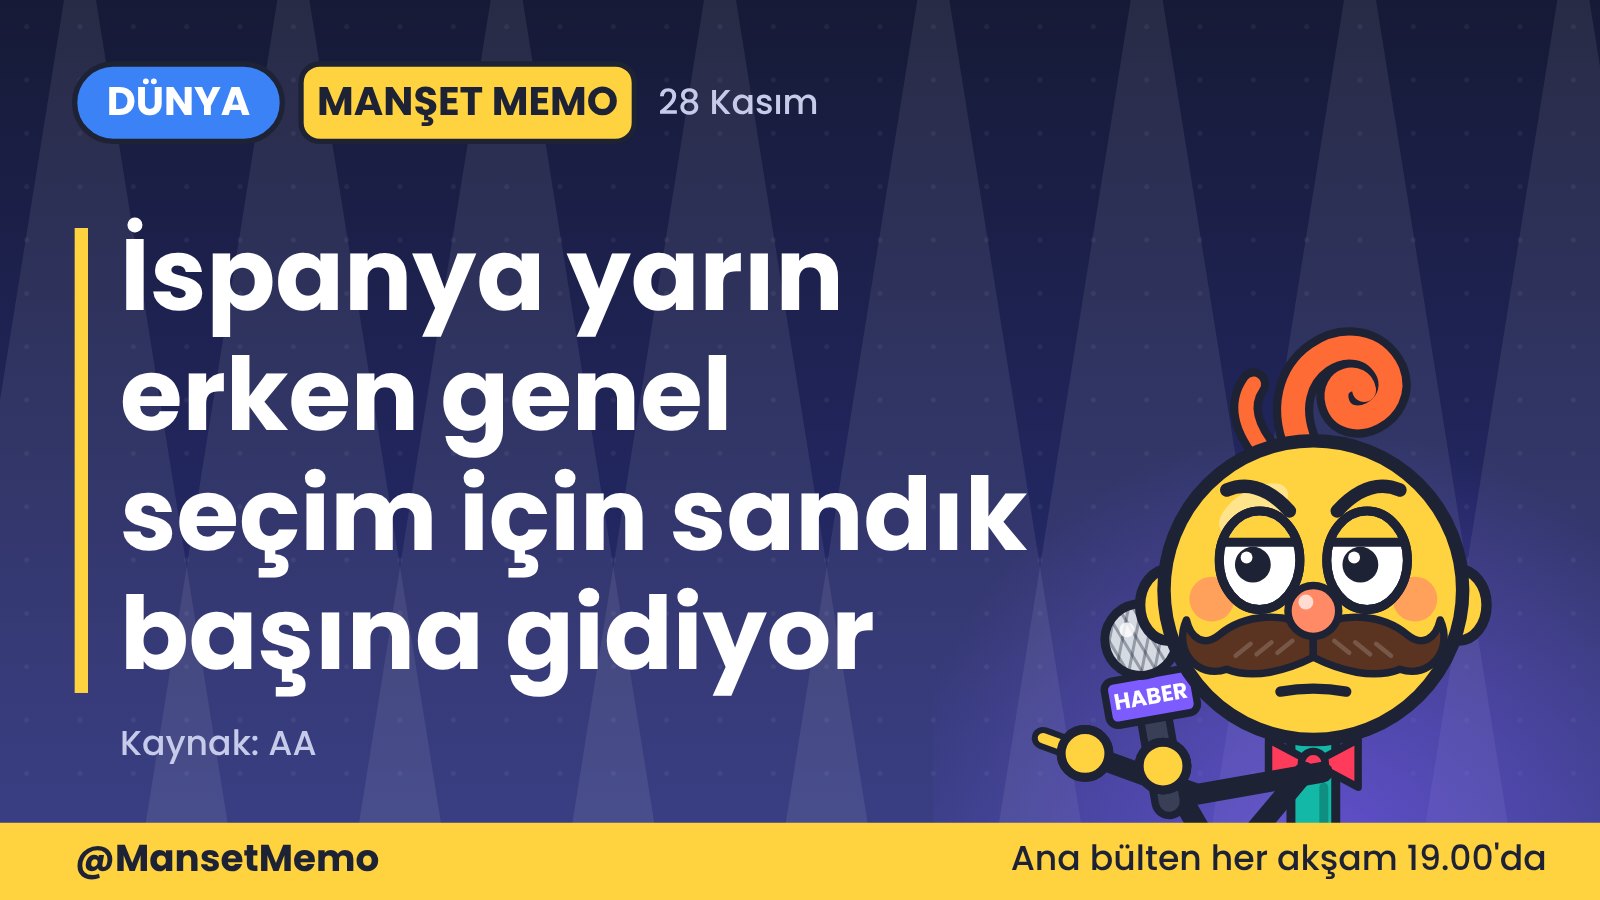 DÜNYA MANŞET MEMO 28 Kasım
İspanya yarın
erken genel
seçim için sandık
başına gidiyor
Kaynak: AA
HABER
@MansetMemo Ana bülten her akşam 19.00'da